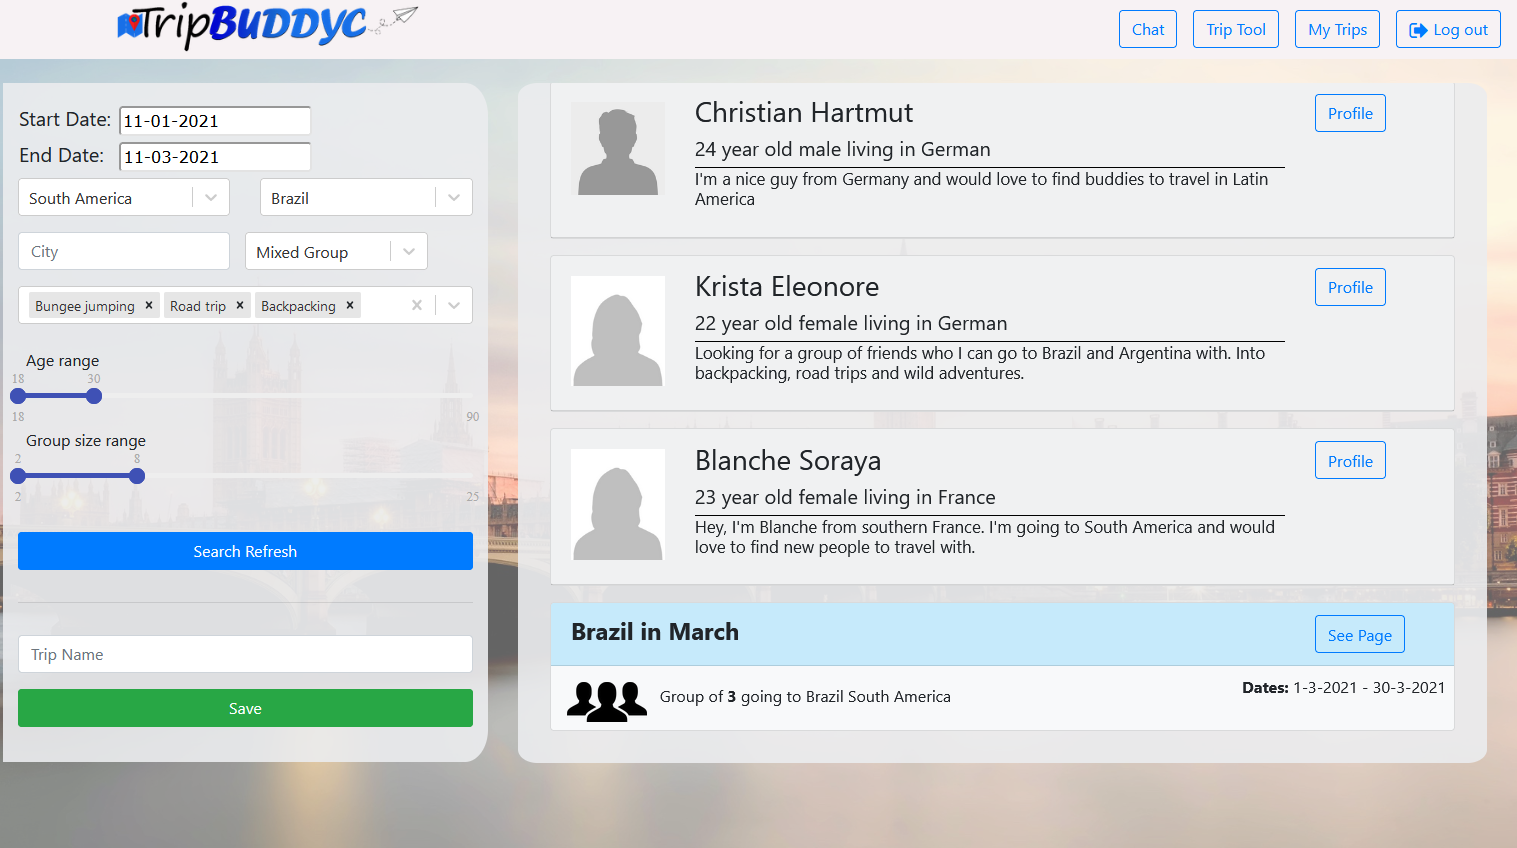 TripBuDDyc
Chat
Trip Tool
My Trips
Log out
Start Date: 11-01-2021
End Date: 11-03-2021
South America
Brazil
City
Mixed Group
Bungee jumping × Road trip × Backpacking ×
Age range
18 30
18 90
Group size range
2 8
2 25
Search Refresh
Trip Name
Save
Christian Hartmut
Profile
24 year old male living in German
I'm a nice guy from Germany and would love to find buddies to travel in Latin
America
Krista Eleonore
Profile
22 year old female living in German
Looking for a group of friends who I can go to Brazil and Argentina with. Into
backpacking, road trips and wild adventures.
Blanche Soraya
Profile
23 year old female living in France
Hey, I'm Blanche from southern France. I'm going to South America and would
love to find new people to travel with.
Brazil in March
See Page
Group of 3 going to Brazil South America
Dates: 1-3-2021 - 30-3-2021